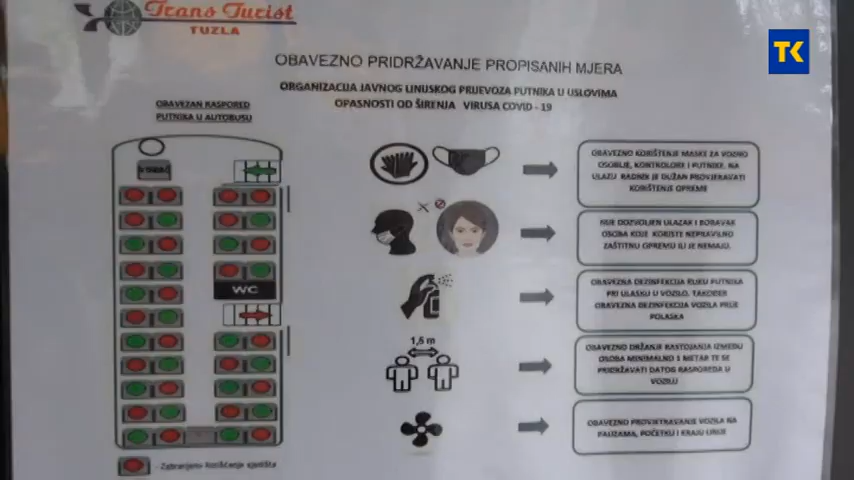 Trans Turist
TUZLA
TK
OBAVEZNO PRIDRŽAVANJE PROPISANIH MJERA
ORGANIZACIJA JAVNOG LINIJSKOG PRIJEVOZA PUTNIKA U USLOVIMA
OPASNOSTI OD ŠIRENJA VIRUSA COVID - 19
OBAVEZAN RASPORED
PUTNIKA U AUTOBUSU
WC
OBAVEZNO KORIŠTENJE MASKE ZA VOZNO
OSOBLJE, KONTROLORE I PUTNIKE. NA
ULAZU RADNIK JE DUŽAN PROVJERAVATI
KORIŠTENJE OPREME
NIJE DOZVOLJEN ULAZAK I BORAVAK
OSOBA KOJE KORISTE NEPRAVILNO
ZAŠTITNU OPREMU ILI JE NEMAJU.
OBAVEZNA DEZINFEKCIJA RUKU PUTNIKA
PRI ULASKU U VOZILO, TAKOĐER
OBAVEZNA DEZINFEKCIJA VOZILA PRIJE
POLASKA
1,5 m
OBAVEZNO DRŽANJE RASTOJANJA IZMEĐU
OSOBA MINIMALNO 1 METAR TE SE
PRIDRŽAVATI DATOG RASPOREDA U
VOZILU
OBAVEZNO PROVJETRAVANJE VOZILA NA
PAUZAMA, POČETKU I KRAJU LINIJE
- Zabranjeno korišćenje sjedišta